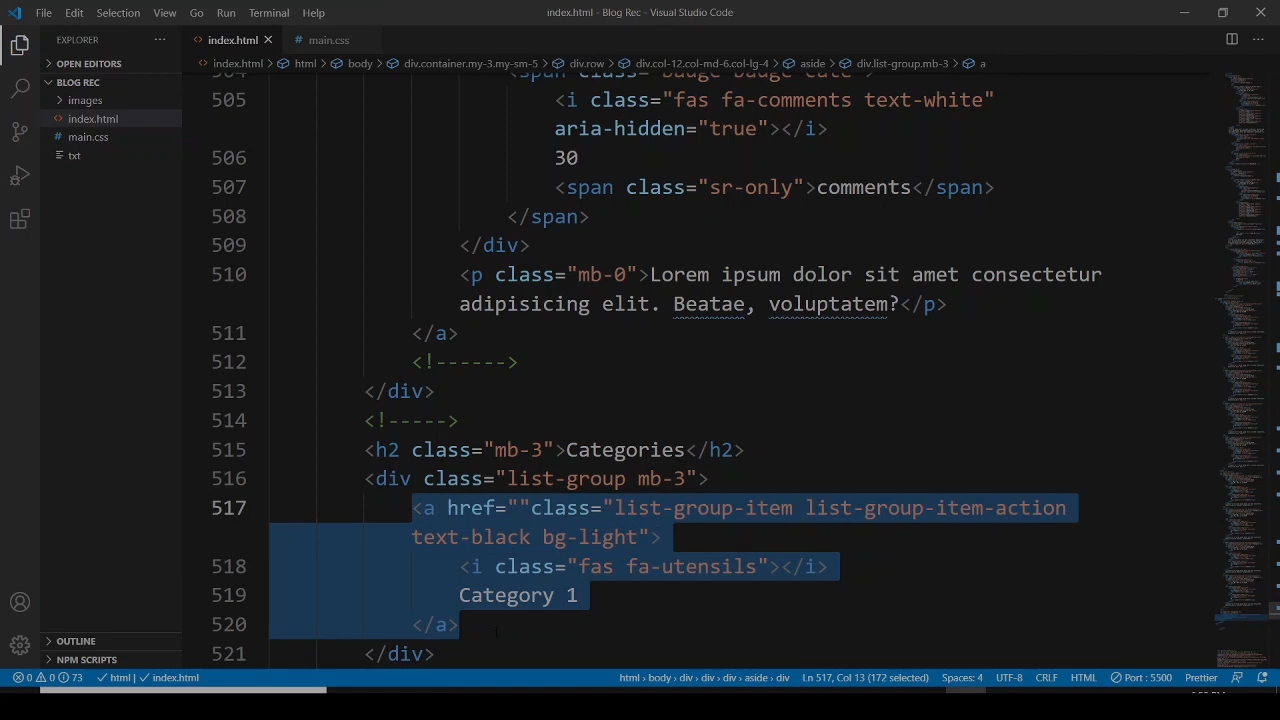 File Edit Selection View Go Run Terminal Help
index.html - Blog Rec - Visual Studio Code
EXPLORER
OPEN EDITORS
BLOG REC
images
index.html
main.css
txt
OUTLINE
NPM SCRIPTS
index.html main.css
index.html > html > body > div.container.my-3.my-sm-5 > div.row > div.col-12.col-md-6.col-lg-4 > aside > div.list-group.mb-3 > a
505 <i class="fas fa-comments text-white"
aria-hidden="true"></i>
506 30
507 <span class="sr-only">comments</span>
508 </span>
509 </div>
510 <p class="mb-0">Lorem ipsum dolor sit amet consectetur
adipisicing elit. Beatae, voluptatem?</p>
511 </a>
512 <!------>
513 </div>
514 <!----->
515 <h2 class="mb-3">Categories</h2>
516 <div class="list-group mb-3">
517 <a href=""class="list-group-item list-group-item-action
text-black bg-light">
518 <i class="fas fa-utensils"></i>
519 Category 1
520 </a>
521 </div>
0 0 73 html | index.html html | body | div | div | div | aside | div Ln 517, Col 13 (172 selected) Spaces: 4 UTF-8 CRLF HTML Port : 5500 Prettier